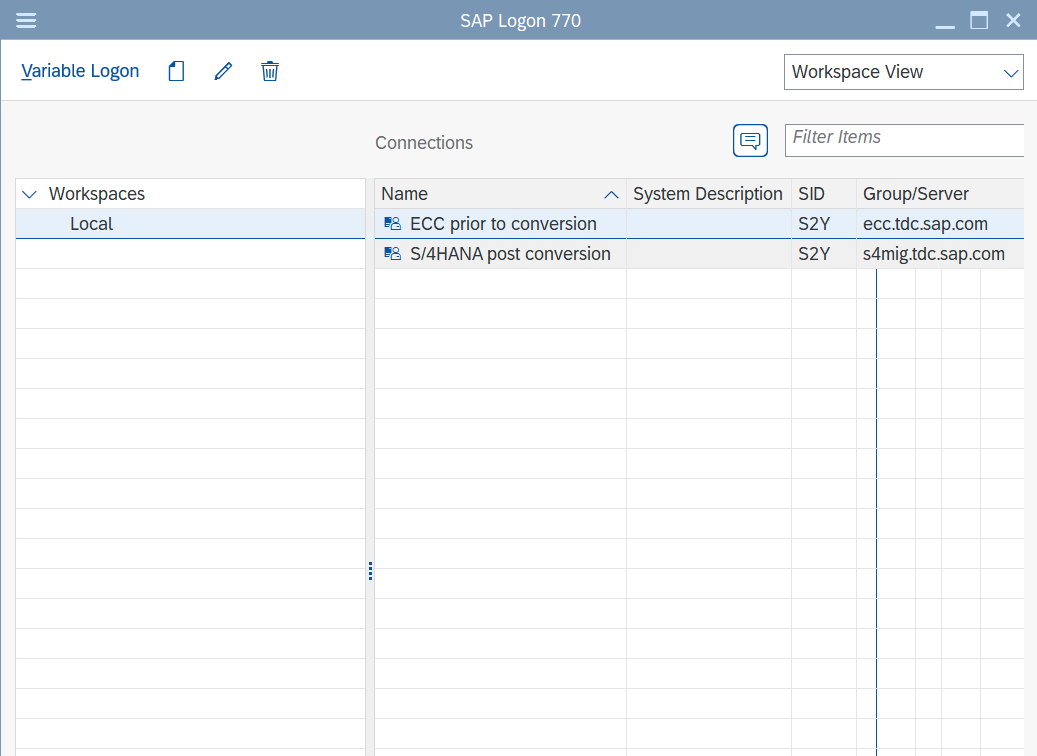 SAP Logon 770
Variable Logon
Workspace View
Connections
Filter Items
Workspaces
Local
Name System Description SID Group/Server
ECC prior to conversion S2Y ecc.tdc.sap.com
S/4HANA post conversion S2Y s4mig.tdc.sap.com